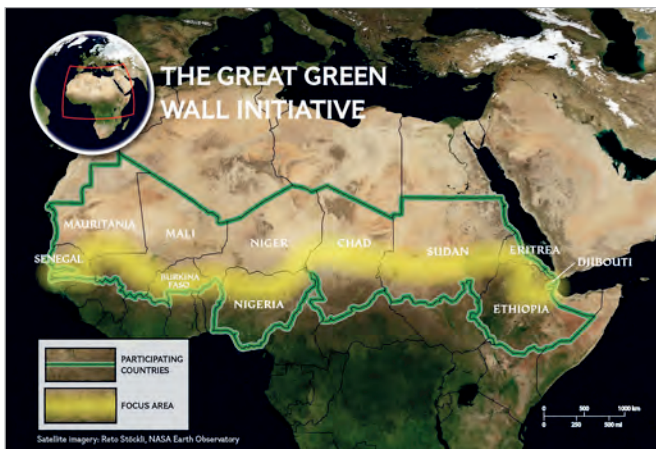 THE GREAT GREEN
WALL INITIATIVE
MAURITANIA
MALI
NIGER
CHAD
SUDAN
ERITREA
DJIBOUTI
SENEGAL
BURKINA
FASO
NIGERIA
ETHIOPIA
PARTICIPATING
COUNTRIES
FOCUS AREA
0 500 1000 km
0 250 500 mi
Satellite imagery: Reto Stöckli, NASA Earth Observatory